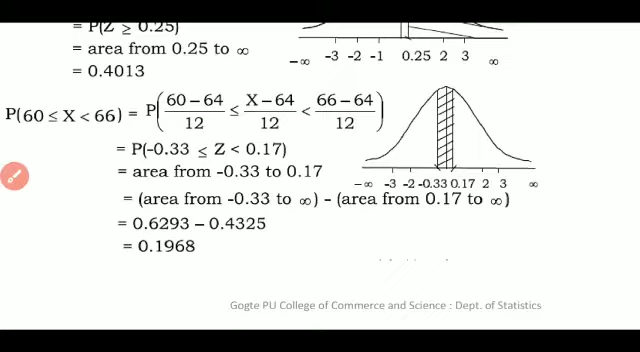 = P(Z ≥ 0.25)
= area from 0.25 to ∞
= 0.4013
−∞ -3 -2 -1 0.25 2 3 ∞
P(60 ≤ X < 66) = P((60 − 64)/12 ≤ (X − 64)/12 < (66 − 64)/12)
= P(-0.33 ≤ Z < 0.17)
= area from -0.33 to 0.17
−∞ -3 -2 -0.33 0.17 2 3 ∞
= (area from -0.33 to ∞) - (area from 0.17 to ∞)
= 0.6293 − 0.4325
= 0.1968
Gogte PU College of Commerce and Science : Dept. of Statistics